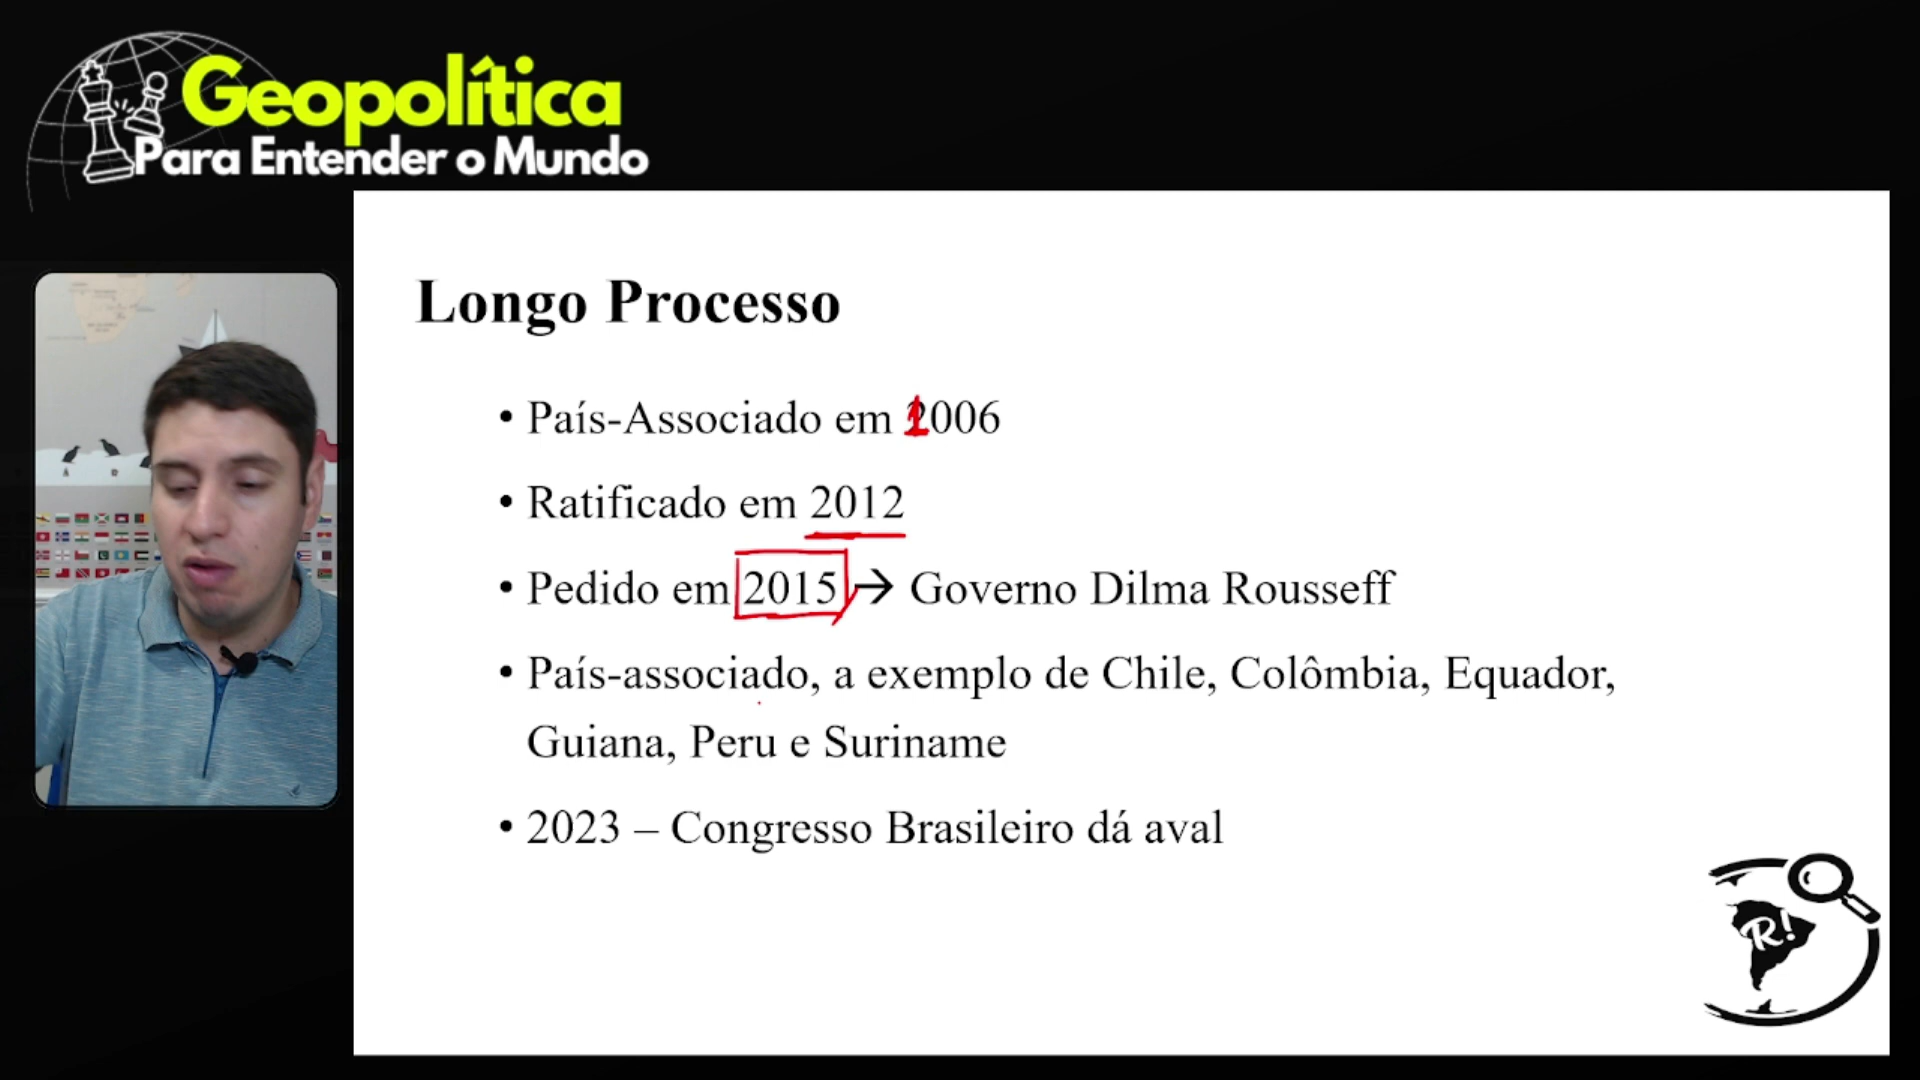 Geopolítica
Para Entender o Mundo
Longo Processo
• País-Associado em 2006
• Ratificado em 2012
• Pedido em 2015 → Governo Dilma Rousseff
• País-associado, a exemplo de Chile, Colômbia, Equador,
Guiana, Peru e Suriname
• 2023 – Congresso Brasileiro dá aval
R!